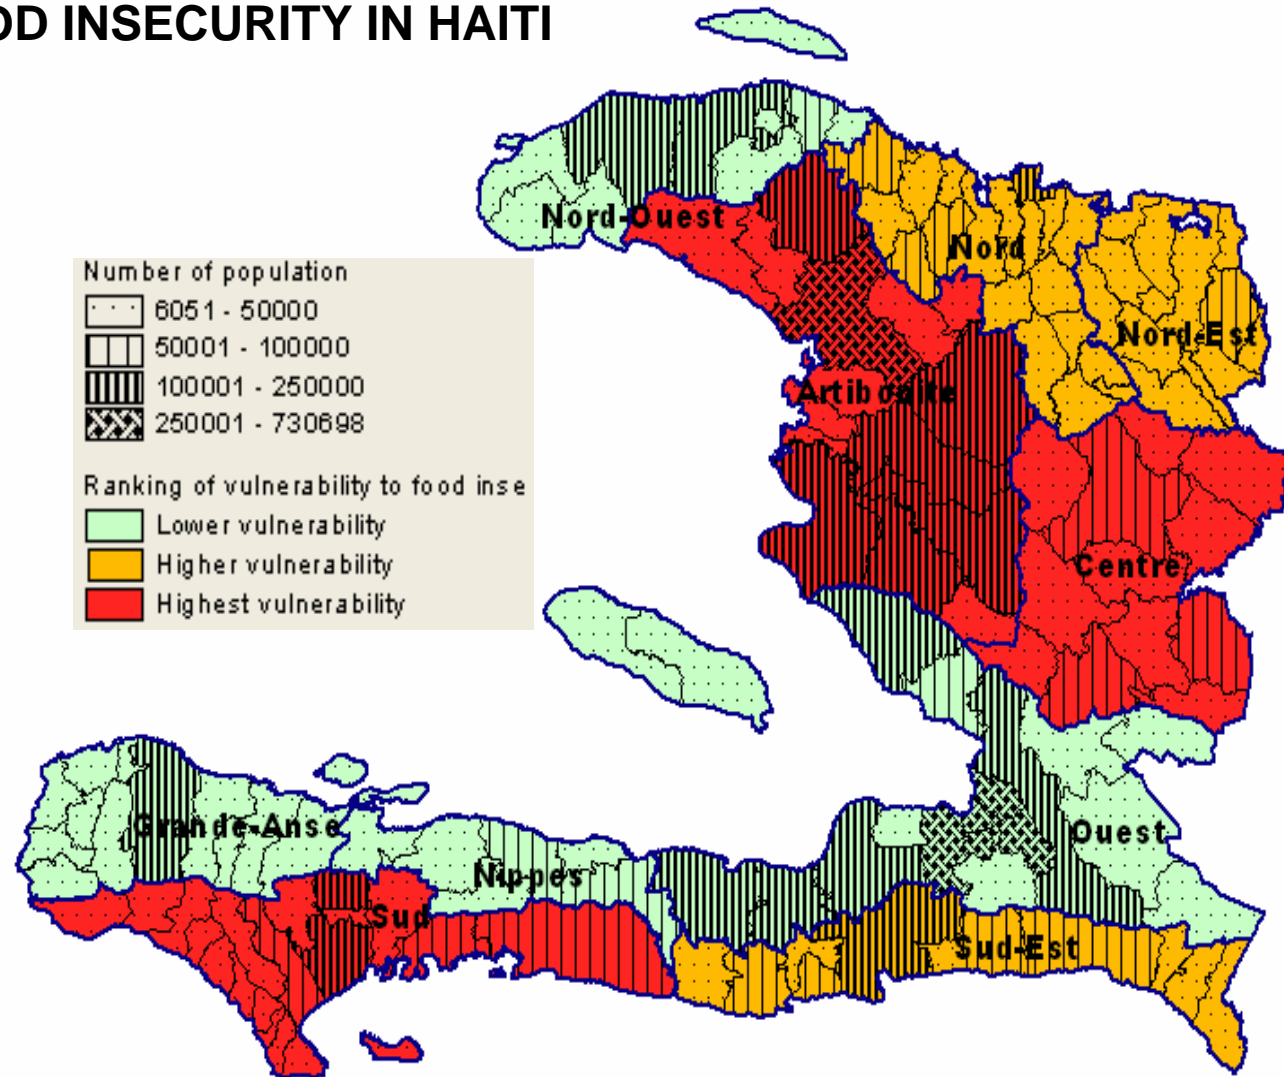 OD INSECURITY IN HAITI
Nord-Ouest
Nord
Number of population
6051 - 50000
50001 - 100000
100001 - 250000
250001 - 730698
Nord-Est
Artibonite
Ranking of vulnerability to food inse
Lower vulnerability
Higher vulnerability
Highest vulnerability
Centre
Grande-Anse
Ouest
Nippes
Sud
Sud-Est